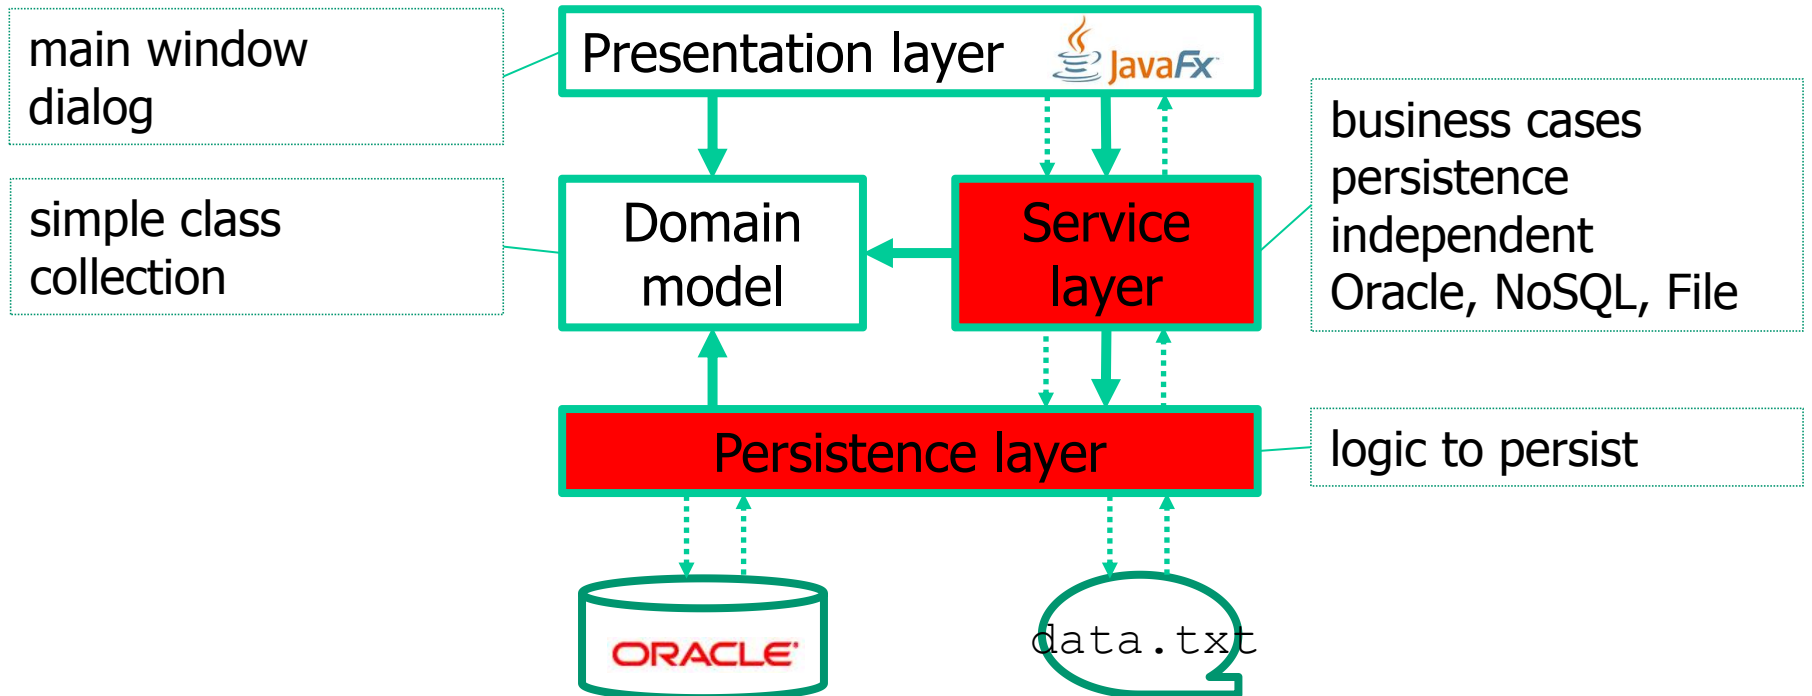 main window
dialog
Presentation layer
JavaFx
business cases
persistence
independent
Oracle, NoSQL, File
simple class
collection
Domain
model
Service
layer
Persistence layer
logic to persist
ORACLE
data.txt